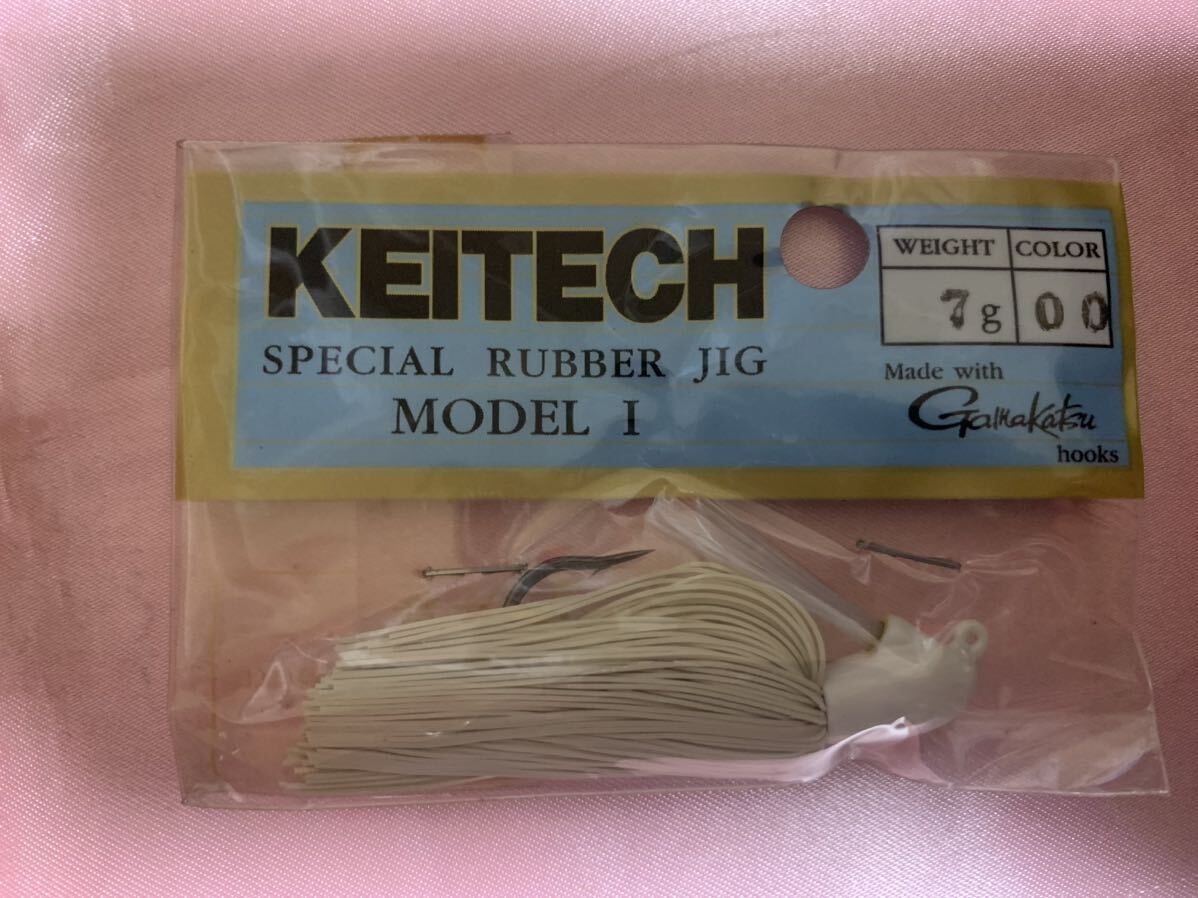 KEITECH
SPECIAL RUBBER JIG
MODEL I
WEIGHT COLOR
7g 00
Made with
Gamakatsu
hooks